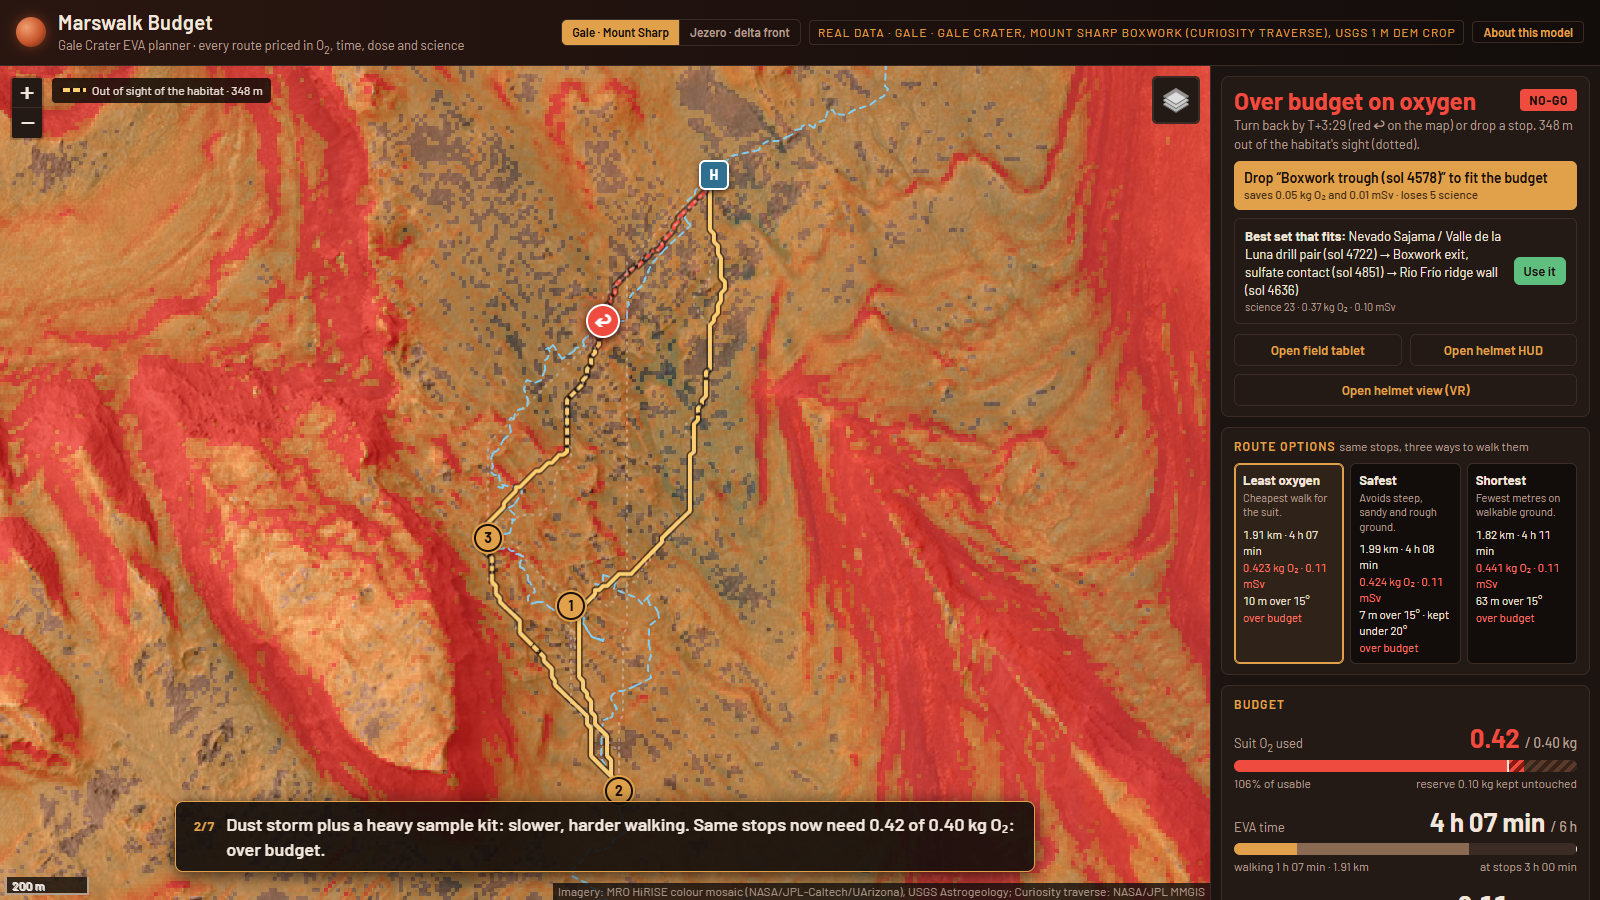 Marswalk Budget
Gale Crater EVA planner · every route priced in O₂, time, dose and science
Gale · Mount Sharp
Jezero · delta front
REAL DATA · GALE · GALE CRATER, MOUNT SHARP BOXWORK (CURIOSITY TRAVERSE), USGS 1 M DEM CROP
About this model
+
−
Out of sight of the habitat · 348 m
H
3
1
2
2/7 Dust storm plus a heavy sample kit: slower, harder walking. Same stops now need 0.42 of 0.40 kg O₂:
over budget.
200 m
Imagery: MRO HiRISE colour mosaic (NASA/JPL-Caltech/UArizona), USGS Astrogeology; Curiosity traverse: NASA/JPL MMGIS
Over budget on oxygen
NO-GO
Turn back by T+3:29 (red ↩ on the map) or drop a stop. 348 m
out of the habitat's sight (dotted).
Drop “Boxwork trough (sol 4578)” to fit the budget
saves 0.05 kg O₂ and 0.01 mSv · loses 5 science
Best set that fits: Nevado Sajama / Valle de la
Luna drill pair (sol 4722) → Boxwork exit,
sulfate contact (sol 4851) → Río Frío ridge wall
(sol 4636)
science 23 · 0.37 kg O₂ · 0.10 mSv
Use it
Open field tablet
Open helmet HUD
Open helmet view (VR)
ROUTE OPTIONS same stops, three ways to walk them
Least oxygen
Cheapest walk for
the suit.
1.91 km · 4 h 07
min
0.423 kg O₂ · 0.11
mSv
10 m over 15°
over budget
Safest
Avoids steep,
sandy and rough
ground.
1.99 km · 4 h 08
min
0.424 kg O₂ · 0.11
mSv
7 m over 15° · kept
under 20°
over budget
Shortest
Fewest metres on
walkable ground.
1.82 km · 4 h 11
min
0.441 kg O₂ · 0.11
mSv
63 m over 15°
over budget
BUDGET
Suit O₂ used
0.42 / 0.40 kg
106% of usable
reserve 0.10 kg kept untouched
EVA time
4 h 07 min / 6 h
walking 1 h 07 min · 1.91 km
at stops 3 h 00 min